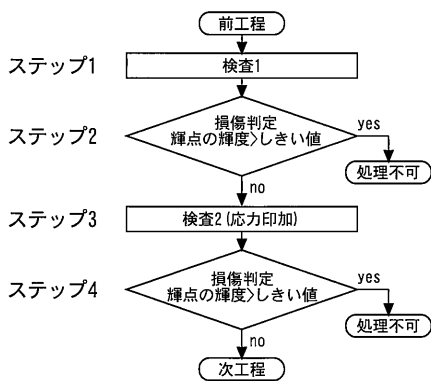 前工程
ステップ1
検査1
ステップ2
損傷判定
輝点の輝度>しきい値
yes
処理不可
no
ステップ3
検査2(応力印加)
ステップ4
損傷判定
輝点の輝度>しきい値
yes
処理不可
no
次工程